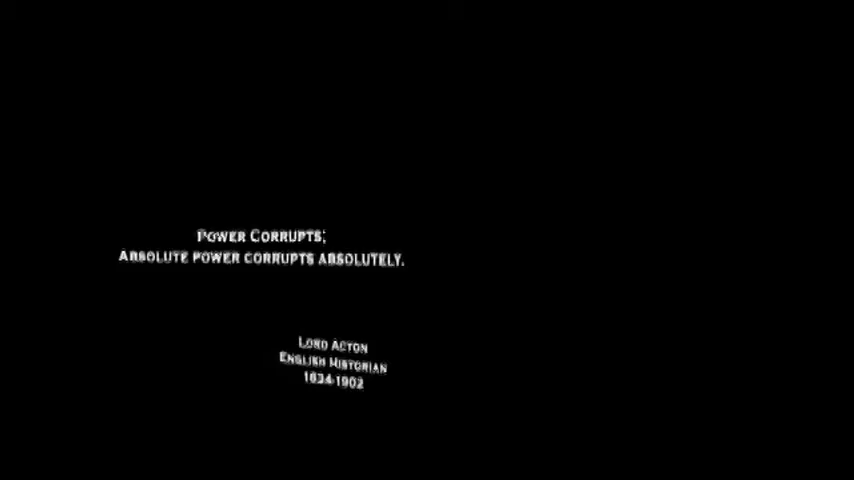 Power Corrupts;
Absolute power corrupts absolutely.
Lord Acton
English Historian
1834-1902